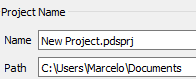 Project Name
Name New Project.pdsprj
Path C:\Users\Marcelo\Documents